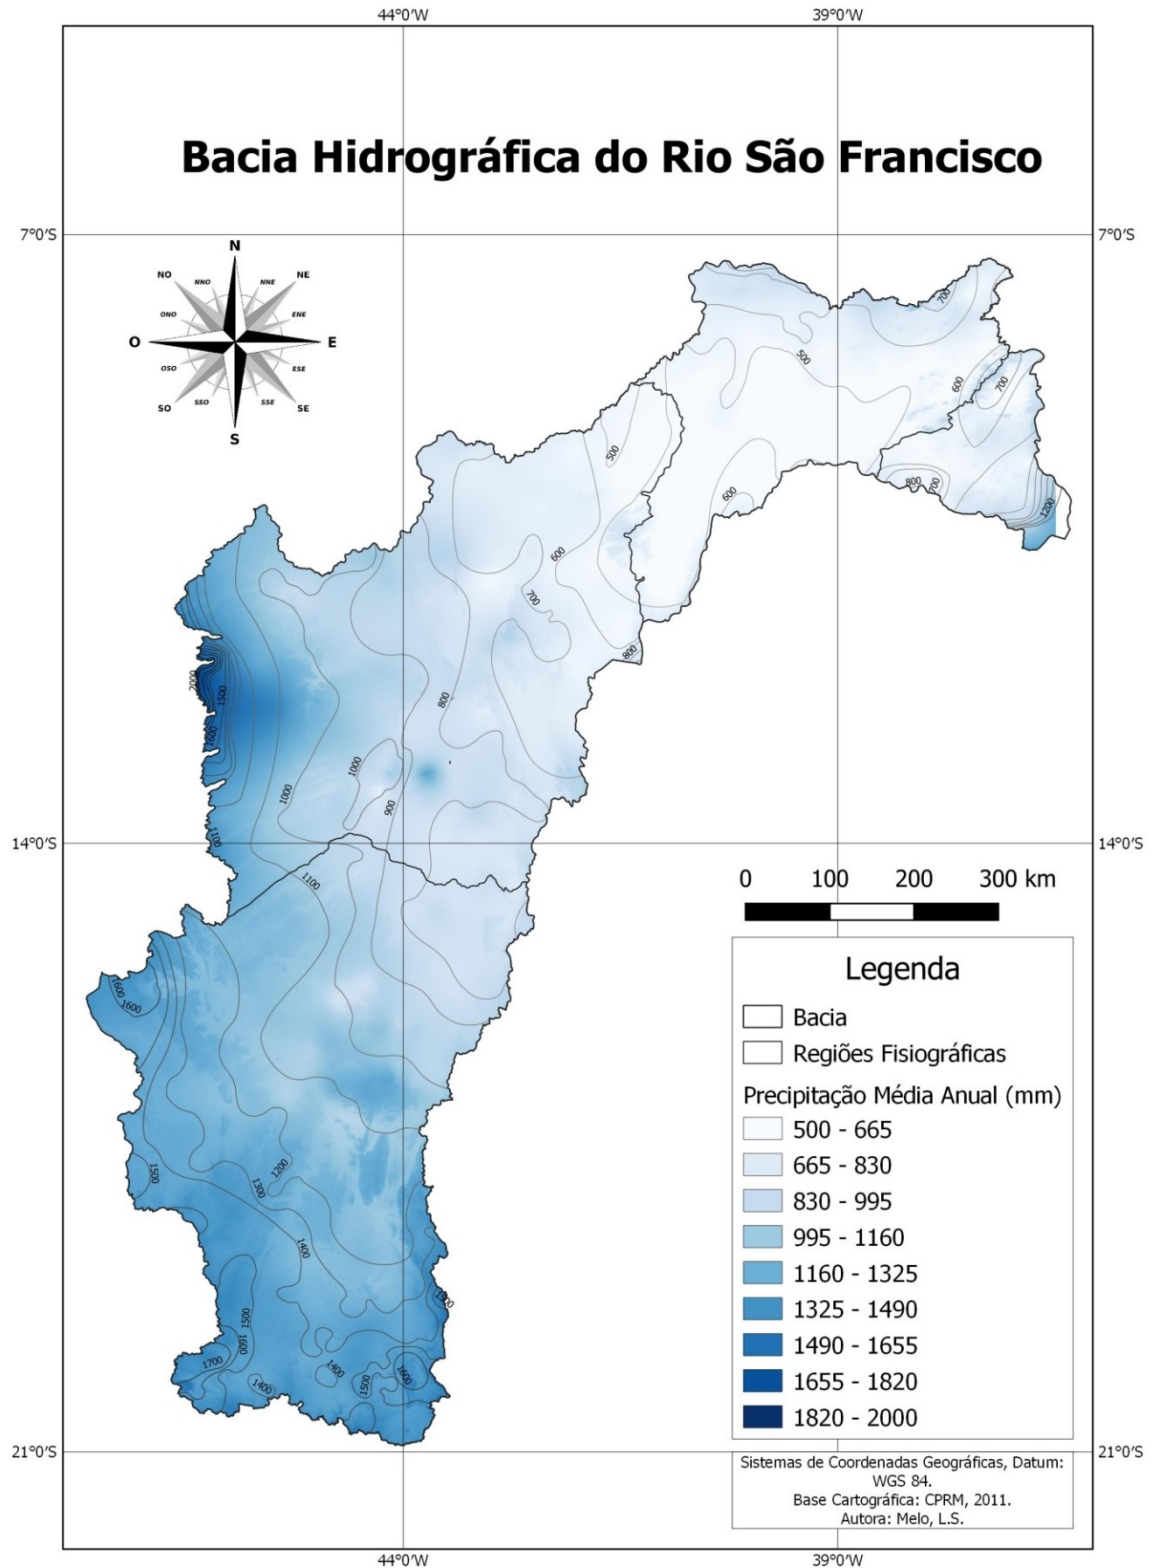 44°0'W 39°0'W
Bacia Hidrográfica do Rio São Francisco
7°0'S 7°0'S
N
NO NNO NNE NE
ONO ENE
O E
OSO ESE
SO SSO SSE SE
S
700
500
600
700
500
800
700
600
1200
600
700
800
2000
1500
800
1600
1000
1000
900
1100
14°0'S 14°0'S
0 100 200 300 km
1100
Legenda
1600
1600
Bacia
Regiões Fisiográficas
Precipitação Média Anual (mm)
500 - 665
665 - 830
830 - 995
995 - 1160
1160 - 1325
1325 - 1490
1490 - 1655
1655 - 1820
1820 - 2000
1500
1200
1300
1400
1500
1500
1600
1700
1400
1400
1500
1600
21°0'S 21°0'S
Sistemas de Coordenadas Geográficas, Datum:
WGS 84.
Base Cartográfica: CPRM, 2011.
Autora: Melo, L.S.
44°0'W 39°0'W